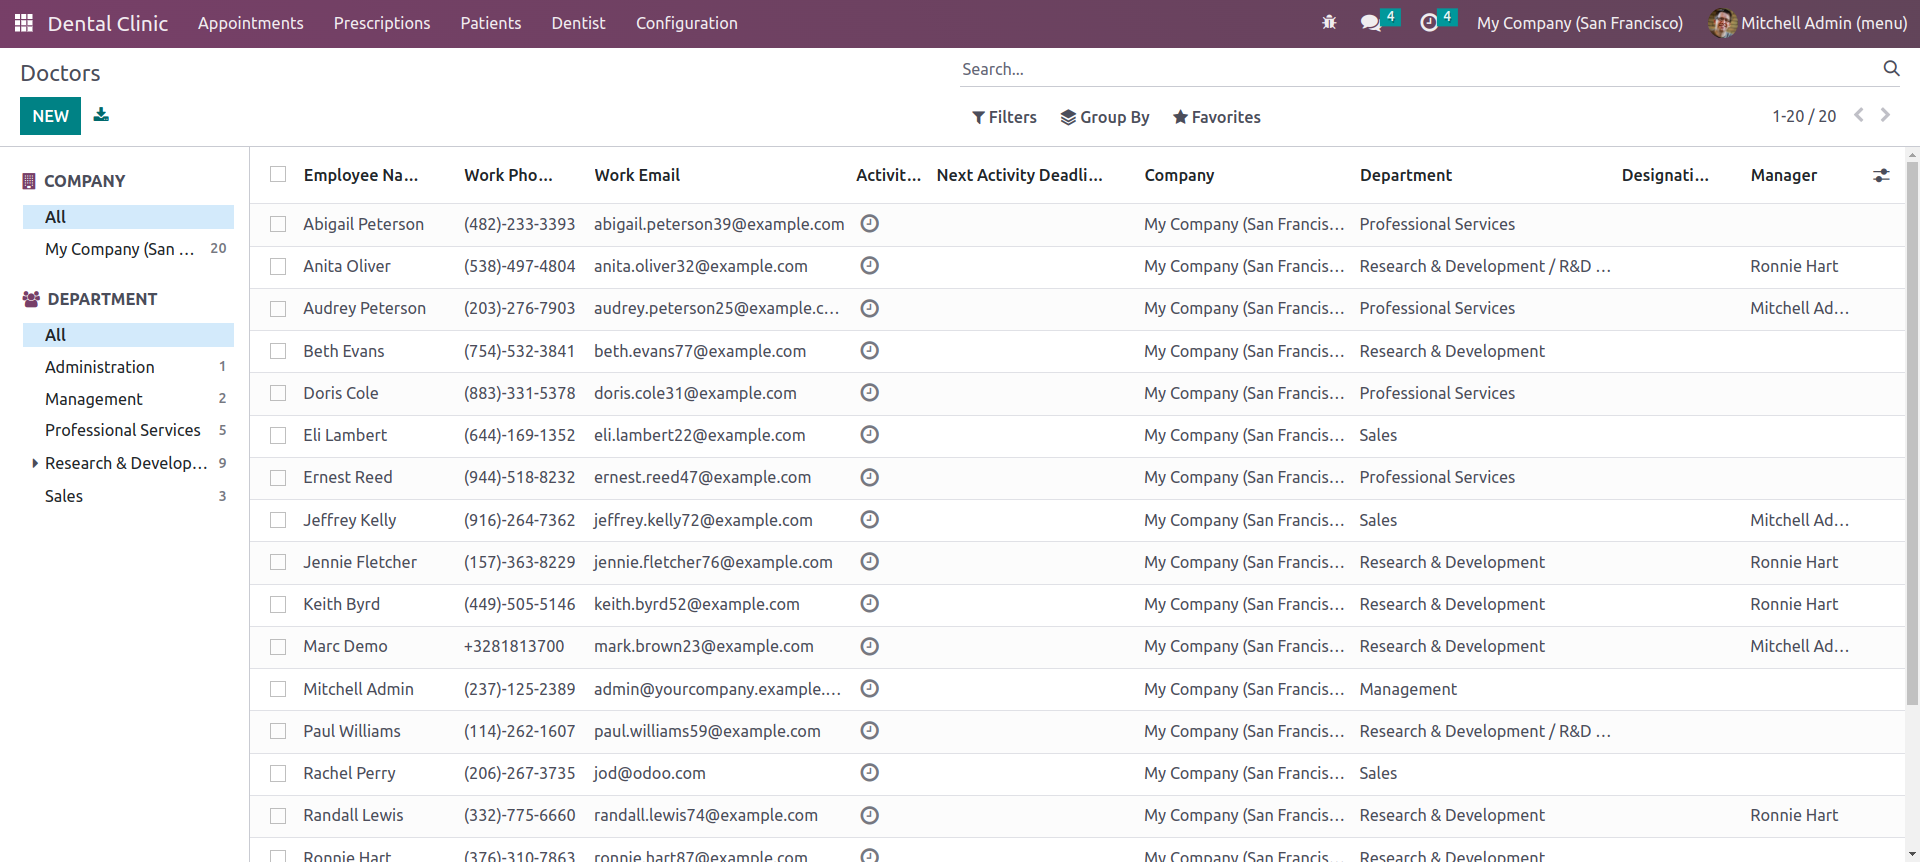 Dental Clinic Appointments Prescriptions Patients Dentist Configuration 4 4 My Company (San Francisco) Mitchell Admin (menu)
Doctors
Search...
NEW
Filters Group By Favorites 1-20 / 20
COMPANY
All
My Company (San ... 20
DEPARTMENT
All
Administration 1
Management 2
Professional Services 5
Research & Develop... 9
Sales 3
Employee Na... Work Pho... Work Email Activit... Next Activity Deadli... Company Department Designati... Manager
Abigail Peterson (482)-233-3393 abigail.peterson39@example.com My Company (San Francis... Professional Services
Anita Oliver (538)-497-4804 anita.oliver32@example.com My Company (San Francis... Research & Development / R&D ... Ronnie Hart
Audrey Peterson (203)-276-7903 audrey.peterson25@example.c... My Company (San Francis... Professional Services Mitchell Ad...
Beth Evans (754)-532-3841 beth.evans77@example.com My Company (San Francis... Research & Development
Doris Cole (883)-331-5378 doris.cole31@example.com My Company (San Francis... Professional Services
Eli Lambert (644)-169-1352 eli.lambert22@example.com My Company (San Francis... Sales
Ernest Reed (944)-518-8232 ernest.reed47@example.com My Company (San Francis... Professional Services
Jeffrey Kelly (916)-264-7362 jeffrey.kelly72@example.com My Company (San Francis... Sales Mitchell Ad...
Jennie Fletcher (157)-363-8229 jennie.fletcher76@example.com My Company (San Francis... Research & Development Ronnie Hart
Keith Byrd (449)-505-5146 keith.byrd52@example.com My Company (San Francis... Research & Development Ronnie Hart
Marc Demo +3281813700 mark.brown23@example.com My Company (San Francis... Research & Development Mitchell Ad...
Mitchell Admin (237)-125-2389 admin@yourcompany.example.... My Company (San Francis... Management
Paul Williams (114)-262-1607 paul.williams59@example.com My Company (San Francis... Research & Development / R&D ...
Rachel Perry (206)-267-3735 jod@odoo.com My Company (San Francis... Sales
Randall Lewis (332)-775-6660 randall.lewis74@example.com My Company (San Francis... Research & Development Ronnie Hart
Ronnie Hart (376)-310-7863 ronnie.hart87@example.com My Company (San Francis... Research & Development